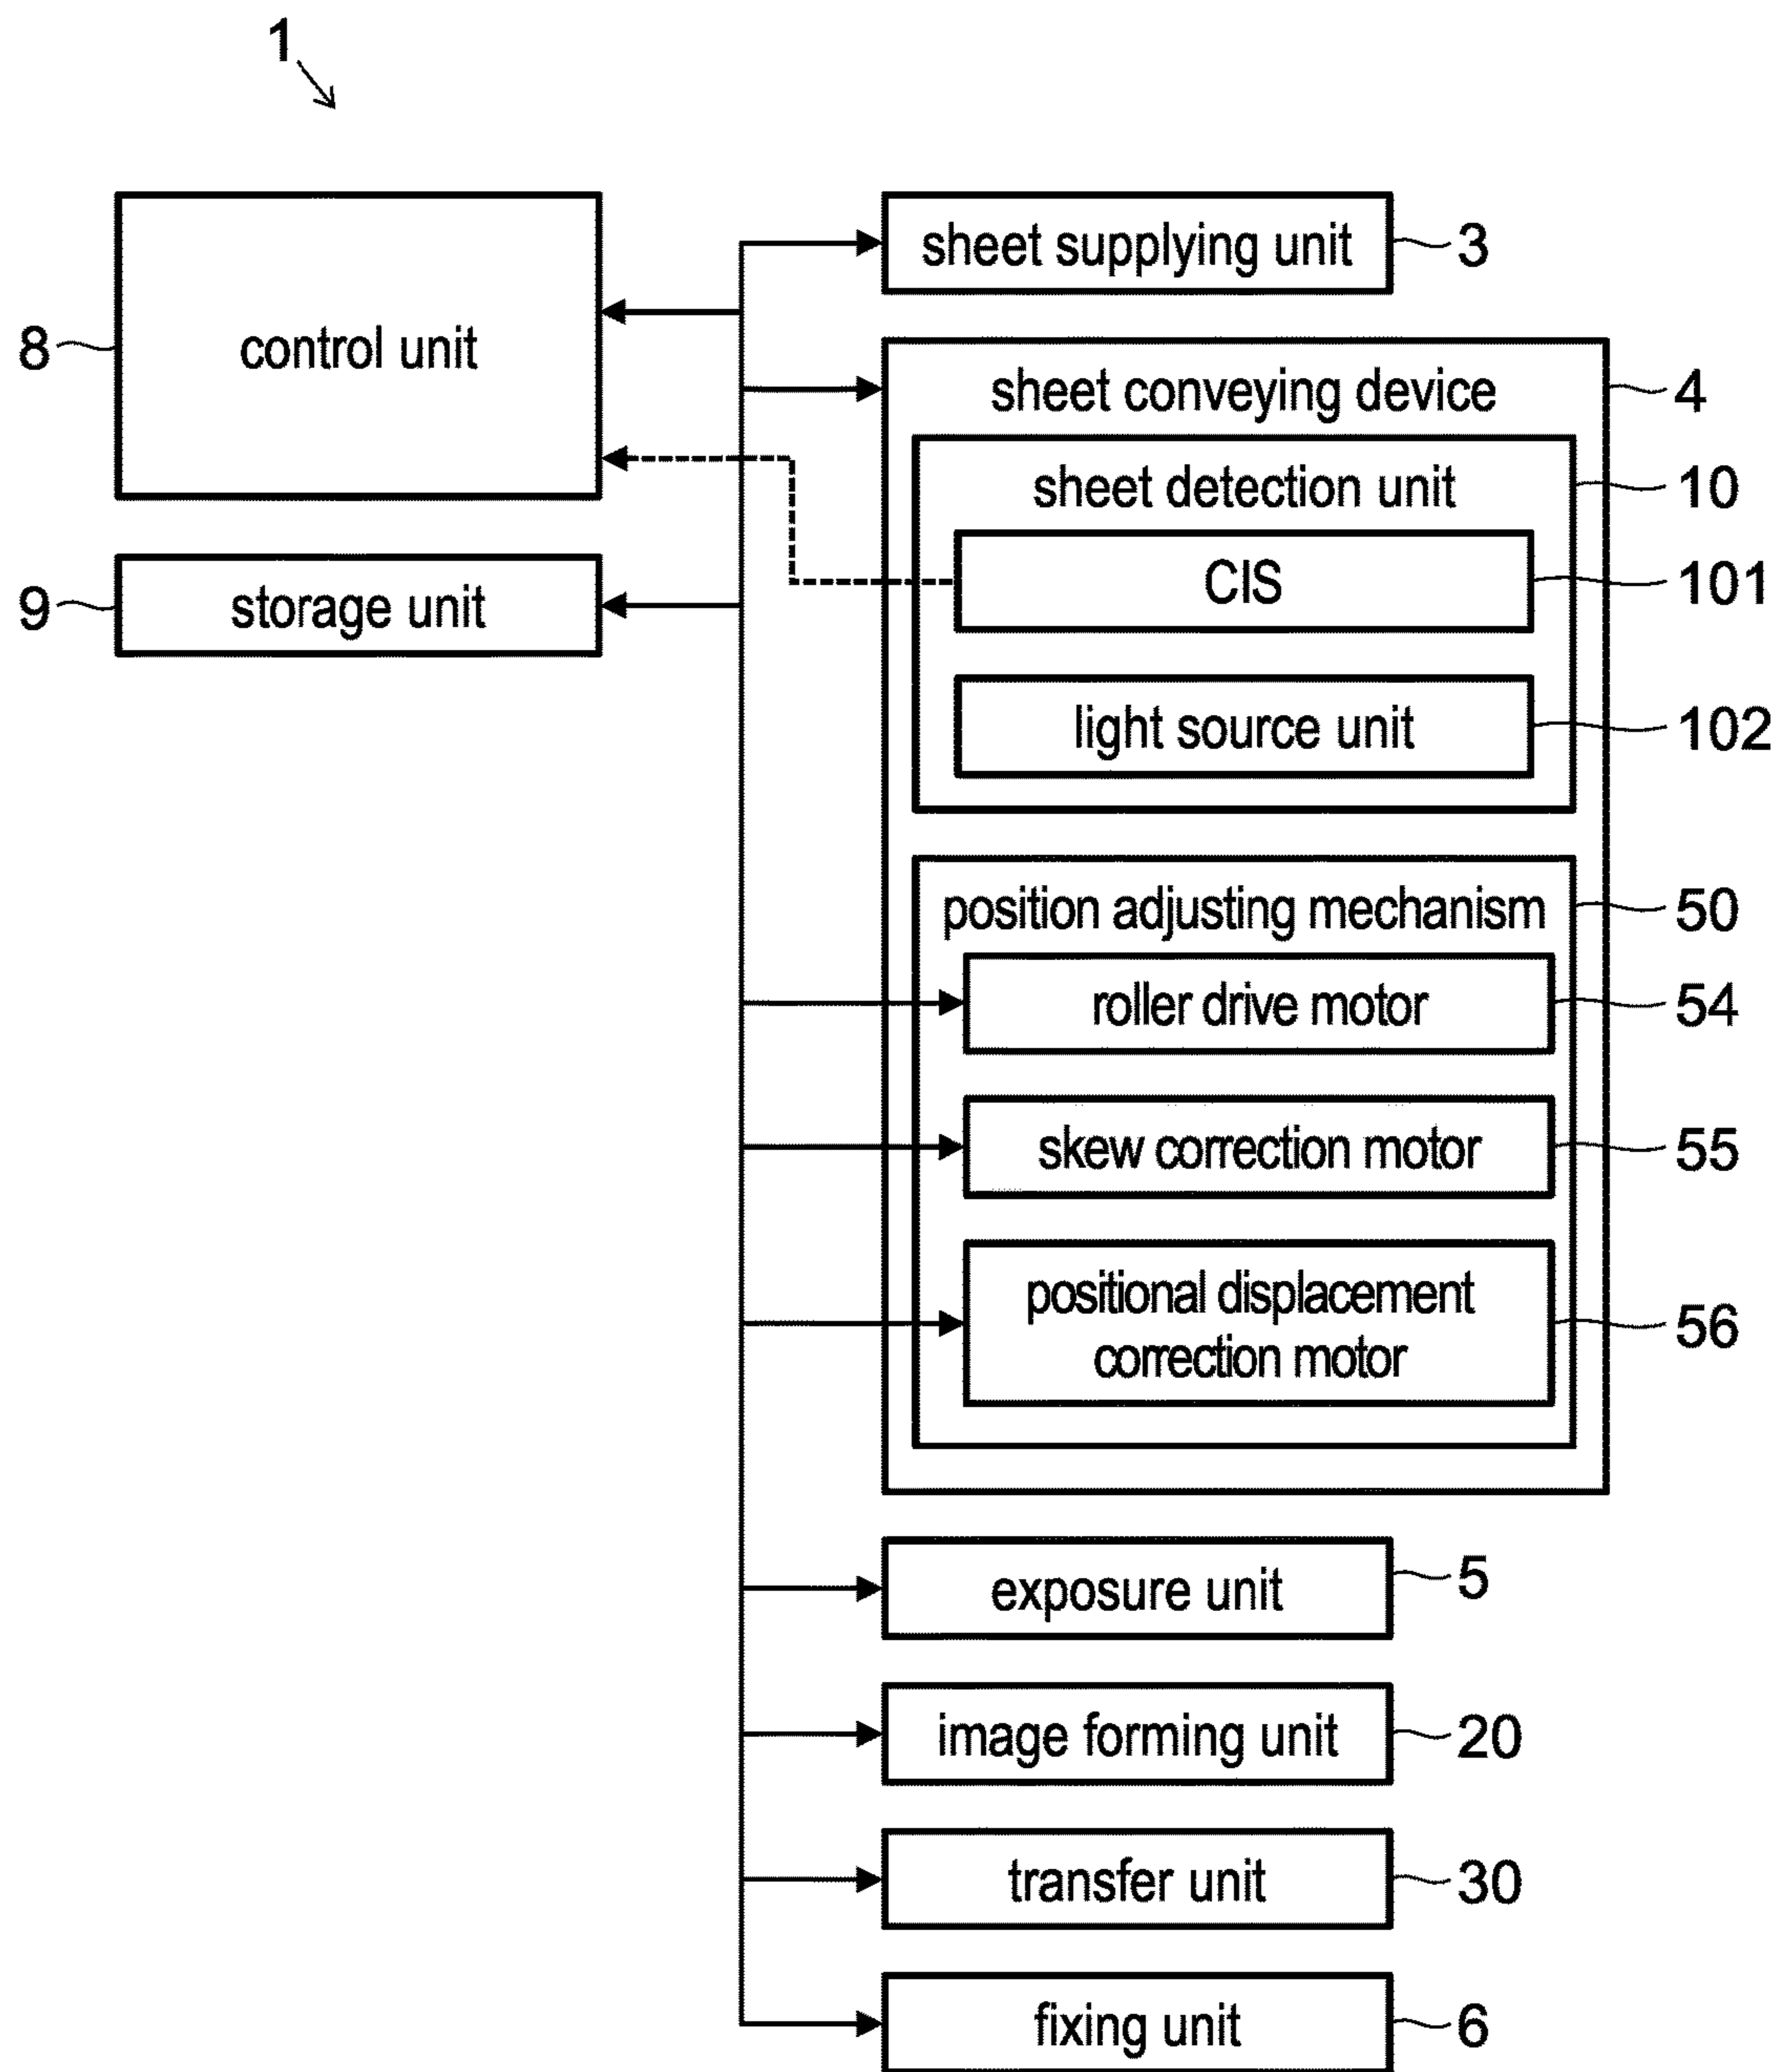 1
control unit
8
storage unit
9
sheet supplying unit
3
sheet conveying device
4
sheet detection unit
10
CIS
101
light source unit
102
position adjusting mechanism
50
roller drive motor
54
skew correction motor
55
positional displacement
correction motor
56
exposure unit
5
image forming unit
20
transfer unit
30
fixing unit
6